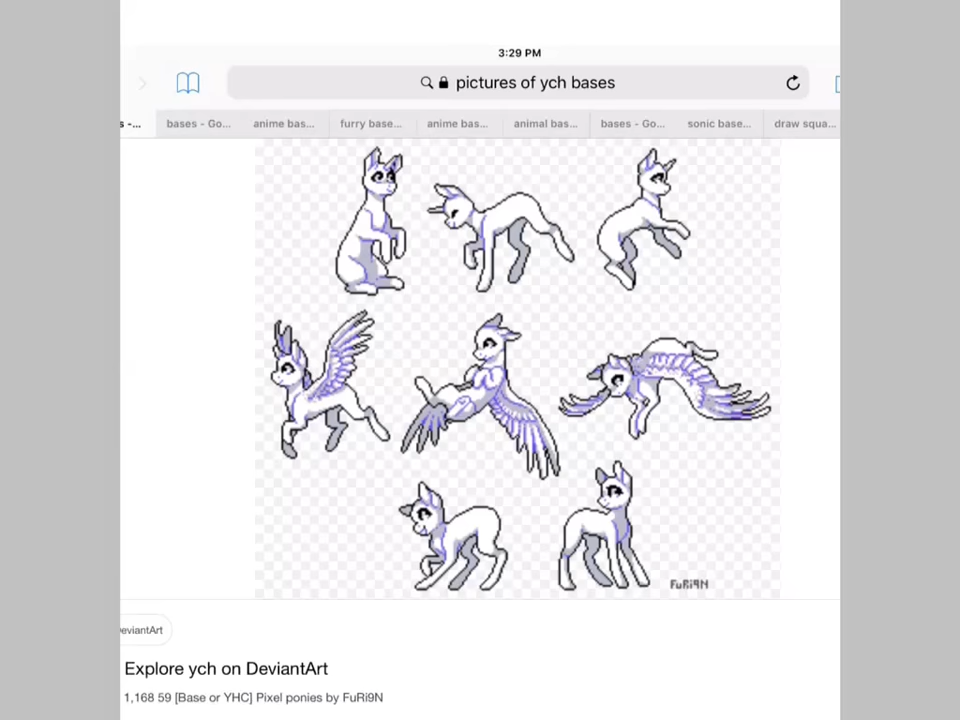 3:29 PM
pictures of ych bases
s -...
bases - Go...
anime bas...
furry base...
anime bas...
animal bas...
bases - Go...
sonic base...
draw squa...
FuRi9N
DeviantArt
Explore ych on DeviantArt
1,168 59 [Base or YHC] Pixel ponies by FuRi9N